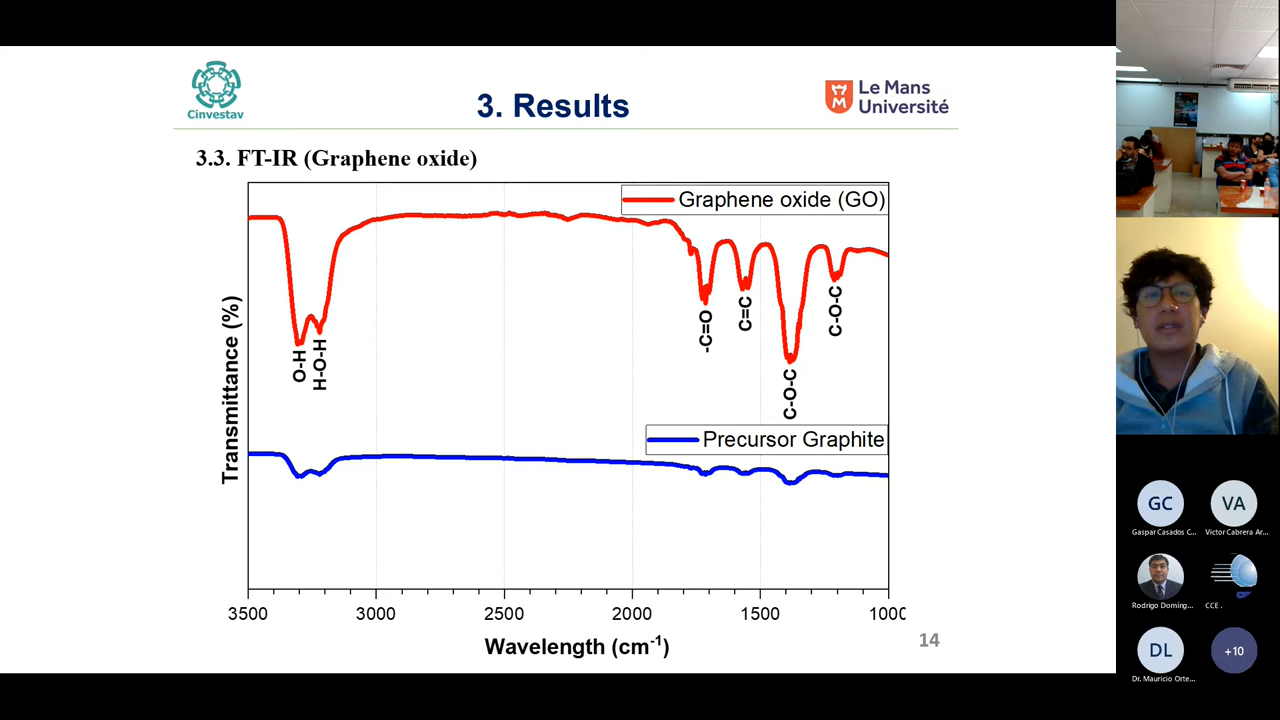 Cinvestav
3. Results
Le Mans
Université
3.3. FT-IR (Graphene oxide)
Graphene oxide (GO)
O-H
H-O-H
-C=O
C=C
C-O-C
C-O-C
Precursor Graphite
Transmittance (%)
3500 3000 2500 2000 1500 1000
Wavelength (cm⁻¹)
14
GC
VA
Gaspar Casados C...
Victor Cabrera Ar...
Rodrigo Doming...
CCE .
DL
+10
Dr. Mauricio Orte...